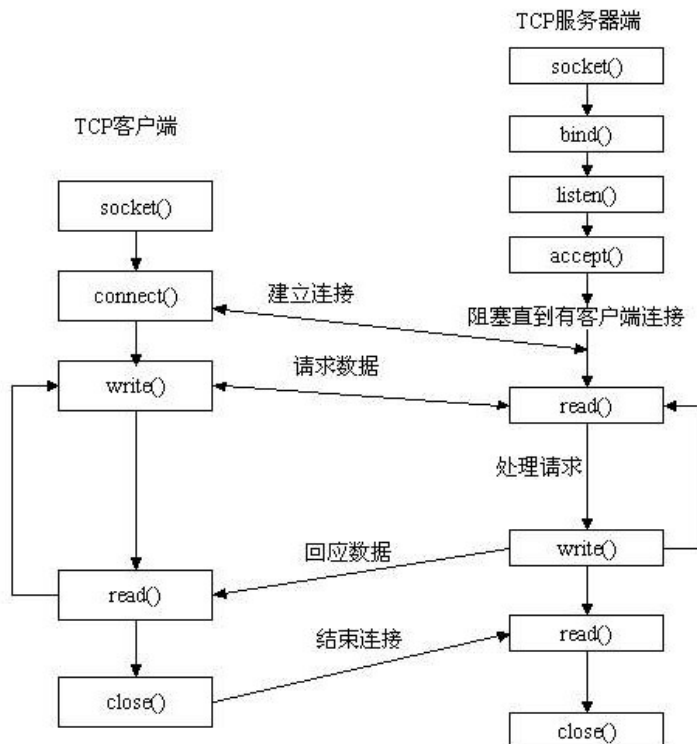 TCP服务器端
socket()
bind()
TCP客户端
listen()
socket()
accept()
connect()
建立连接
阻塞直到有客户端连接
请求数据
write()
read()
处理请求
回应数据
write()
read()
结束连接
read()
close()
close()